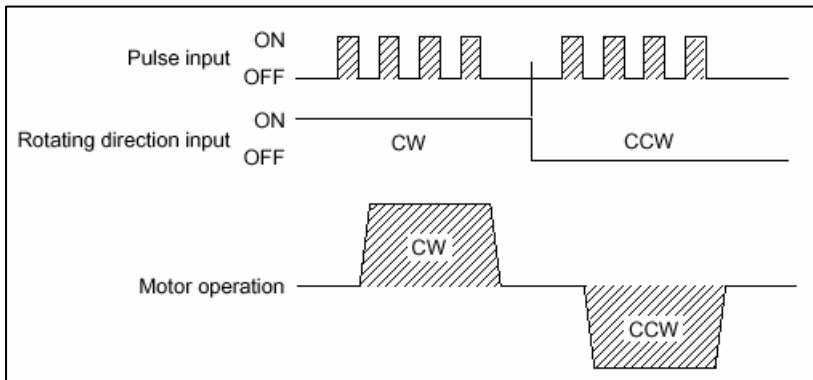 Pulse input
ON
OFF
Rotating direction input
ON
OFF
CW
CCW
Motor operation
CW
CCW